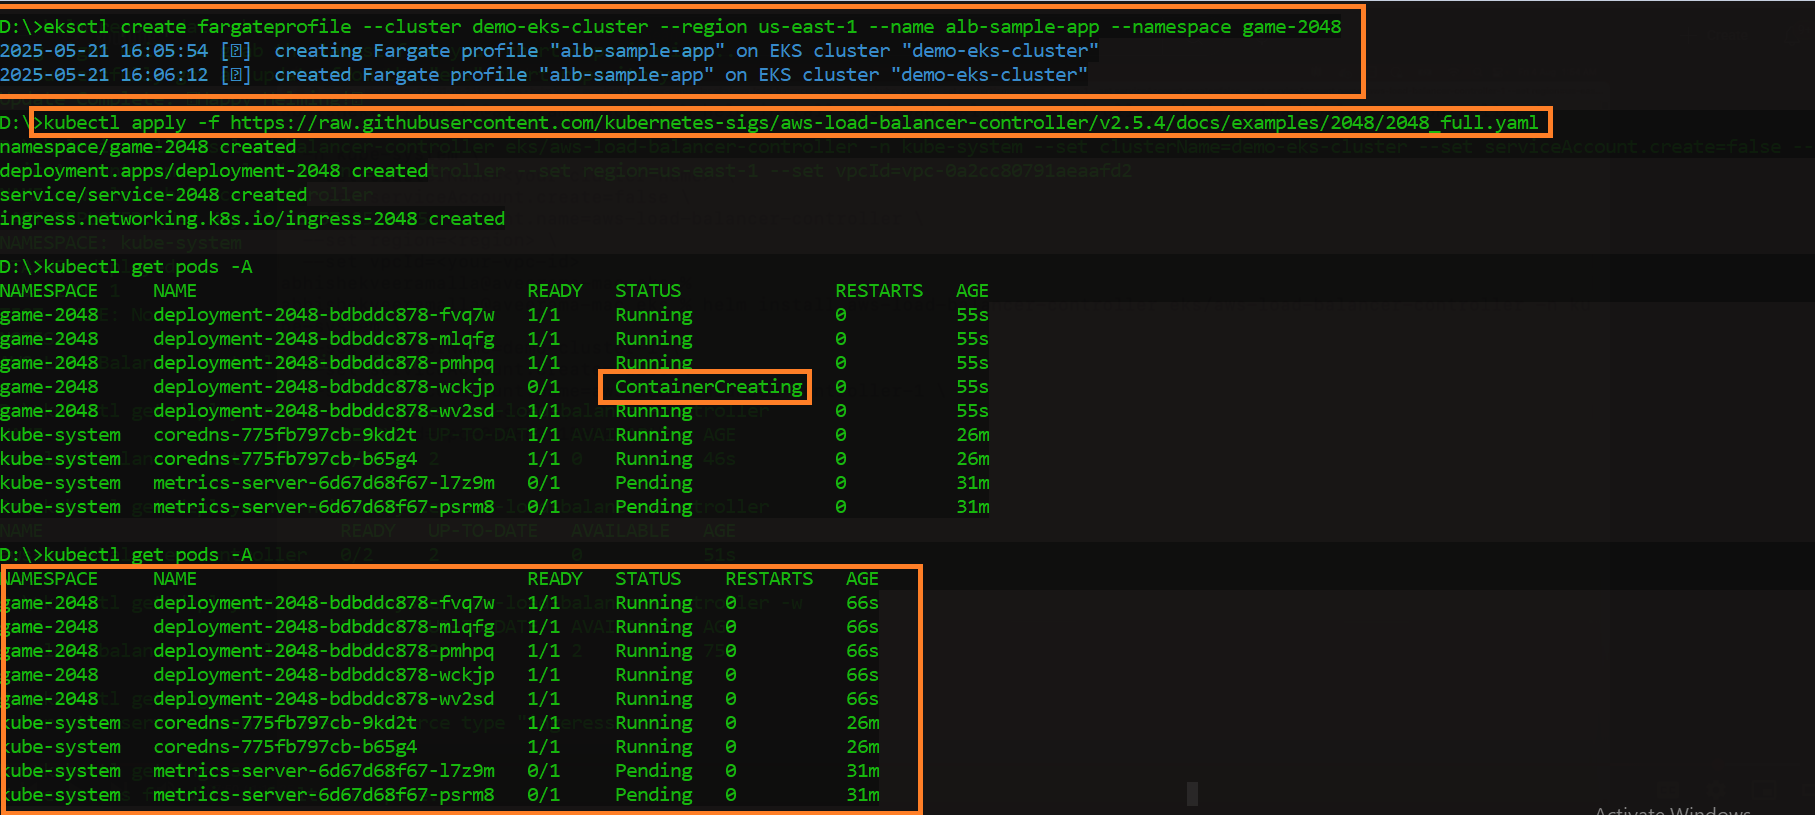 D:\>eksctl create fargateprofile --cluster demo-eks-cluster --region us-east-1 --name alb-sample-app --namespace game-2048
2025-05-21 16:05:54 [ ]  creating Fargate profile "alb-sample-app" on EKS cluster "demo-eks-cluster"
2025-05-21 16:06:12 [ ]  created Fargate profile "alb-sample-app" on EKS cluster "demo-eks-cluster"
D:\>kubectl apply -f https://raw.githubusercontent.com/kubernetes-sigs/aws-load-balancer-controller/v2.5.4/docs/examples/2048/2048_full.yaml
namespace/game-2048 created
deployment.apps/deployment-2048 created
service/service-2048 created
ingress.networking.k8s.io/ingress-2048 created
D:\>kubectl get pods -A
NAMESPACE     NAME                              READY   STATUS              RESTARTS   AGE
game-2048     deployment-2048-bdbddc878-fvq7w   1/1     Running             0          55s
game-2048     deployment-2048-bdbddc878-mlqfg   1/1     Running             0          55s
game-2048     deployment-2048-bdbddc878-pmhpq   1/1     Running             0          55s
game-2048     deployment-2048-bdbddc878-wckjp   0/1     ContainerCreating   0          55s
game-2048     deployment-2048-bdbddc878-wv2sd   1/1     Running             0          55s
kube-system   coredns-775fb797cb-9kd2t          1/1     Running             0          26m
kube-system   coredns-775fb797cb-b65g4          1/1     Running             0          26m
kube-system   metrics-server-6d67d68f67-l7z9m   0/1     Pending             0          31m
kube-system   metrics-server-6d67d68f67-psrm8   0/1     Pending             0          31m
D:\>kubectl get pods -A
NAMESPACE     NAME                              READY   STATUS    RESTARTS   AGE
game-2048     deployment-2048-bdbddc878-fvq7w   1/1     Running   0          66s
game-2048     deployment-2048-bdbddc878-mlqfg   1/1     Running   0          66s
game-2048     deployment-2048-bdbddc878-pmhpq   1/1     Running   0          66s
game-2048     deployment-2048-bdbddc878-wckjp   1/1     Running   0          66s
game-2048     deployment-2048-bdbddc878-wv2sd   1/1     Running   0          66s
kube-system   coredns-775fb797cb-9kd2t          1/1     Running   0          26m
kube-system   coredns-775fb797cb-b65g4          1/1     Running   0          26m
kube-system   metrics-server-6d67d68f67-l7z9m   0/1     Pending   0          31m
kube-system   metrics-server-6d67d68f67-psrm8   0/1     Pending   0          31m
Activate Windows